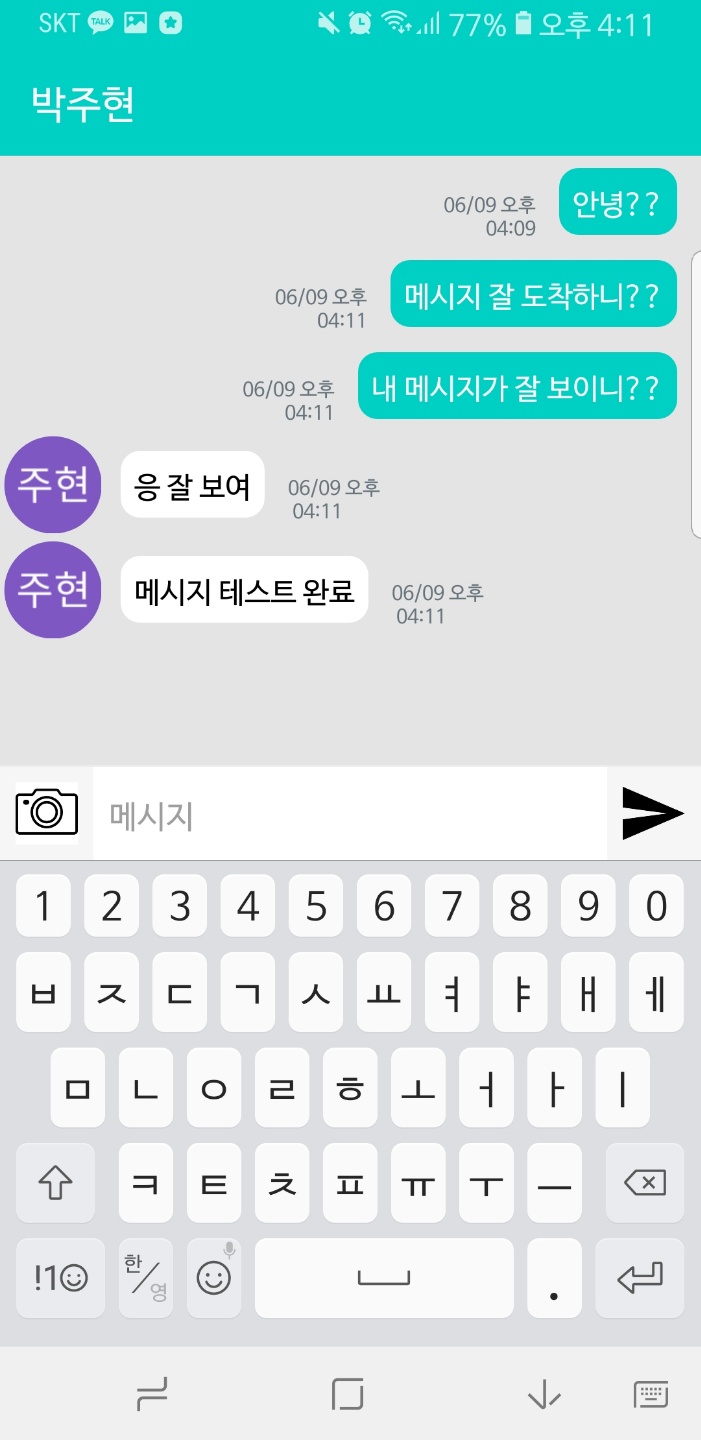 SKT TALK 77% 오후 4:11
박주현
06/09 오후
04:09
안녕??
06/09 오후
04:11
메시지 잘 도착하니??
06/09 오후
04:11
내 메시지가 잘 보이니??
주현
응 잘 보여
06/09 오후
04:11
주현
메시지 테스트 완료
06/09 오후
04:11
메시지
1 2 3 4 5 6 7 8 9 0
ㅂ ㅈ ㄷ ㄱ ㅅ ㅛ ㅕ ㅑ ㅐ ㅔ
ㅁ ㄴ ㅇ ㄹ ㅎ ㅗ ㅓ ㅏ ㅣ
ㅋ ㅌ ㅊ ㅍ ㅠ ㅜ ㅡ
!1☺ 한/영 .